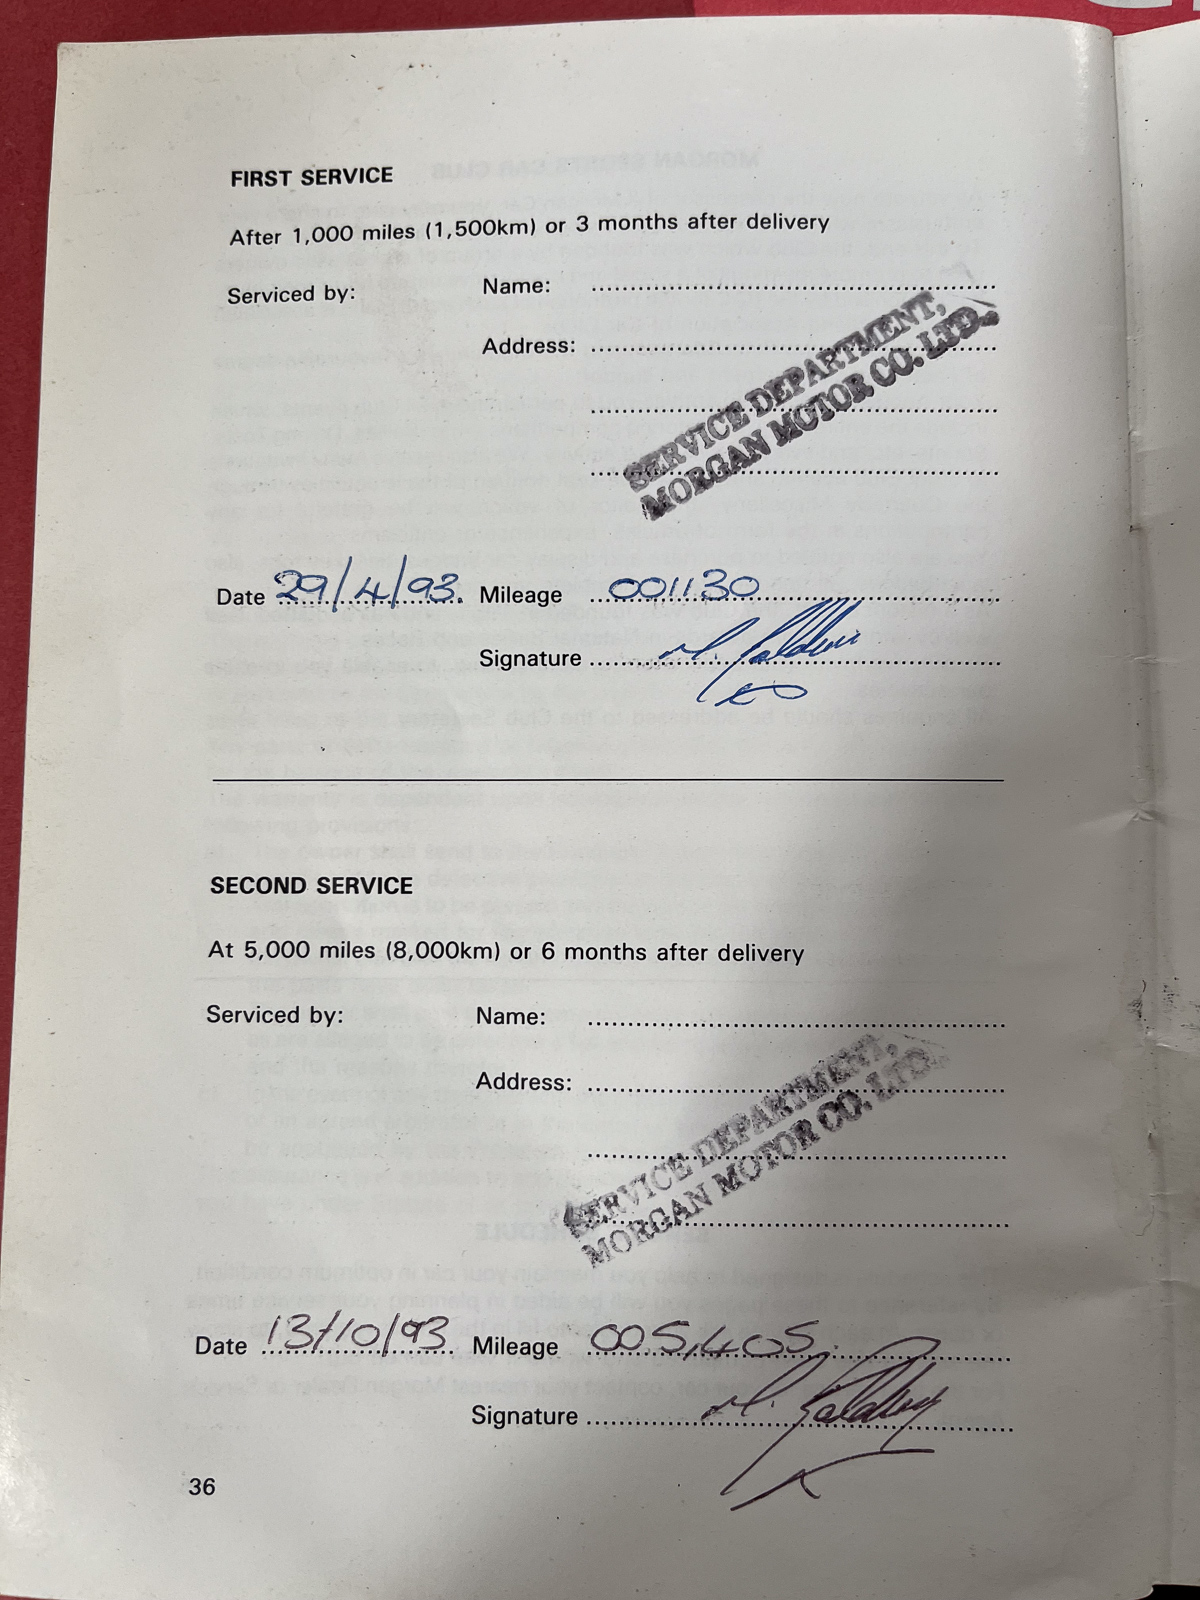 FIRST SERVICE
After 1,000 miles (1,500km) or 3 months after delivery
Serviced by: Name: ........................
Address: ........................
SERVICE DEPARTMENT,
MORGAN MOTOR CO. LTD.,
Date 29/4/93. Mileage 001130
Signature M.
SECOND SERVICE
At 5,000 miles (8,000km) or 6 months after delivery
Serviced by: Name: ........................
Address: ........................
SERVICE DEPARTMENT,
MORGAN MOTOR CO. LTD.,
Date 13/10/93 Mileage 005,405
Signature M.
36